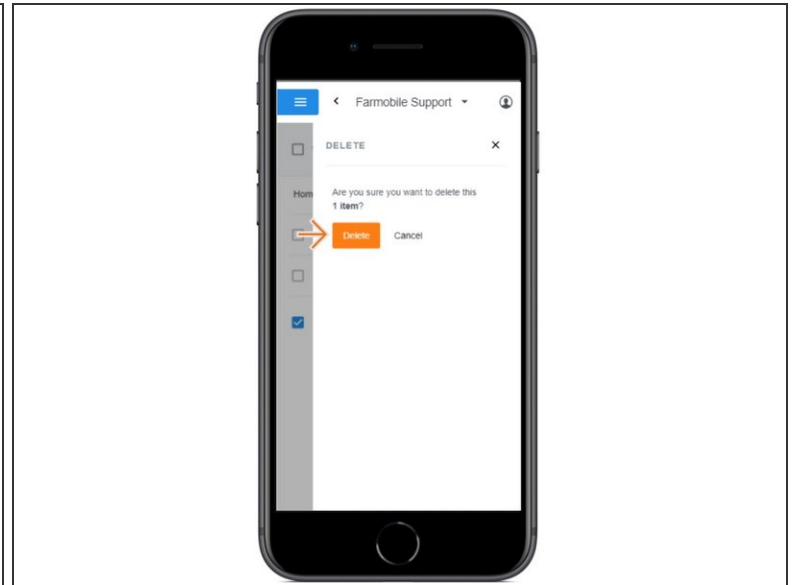 Farmobile Support
DELETE
Hom
Are you sure you want to delete this
1 item?
Delete
Cancel